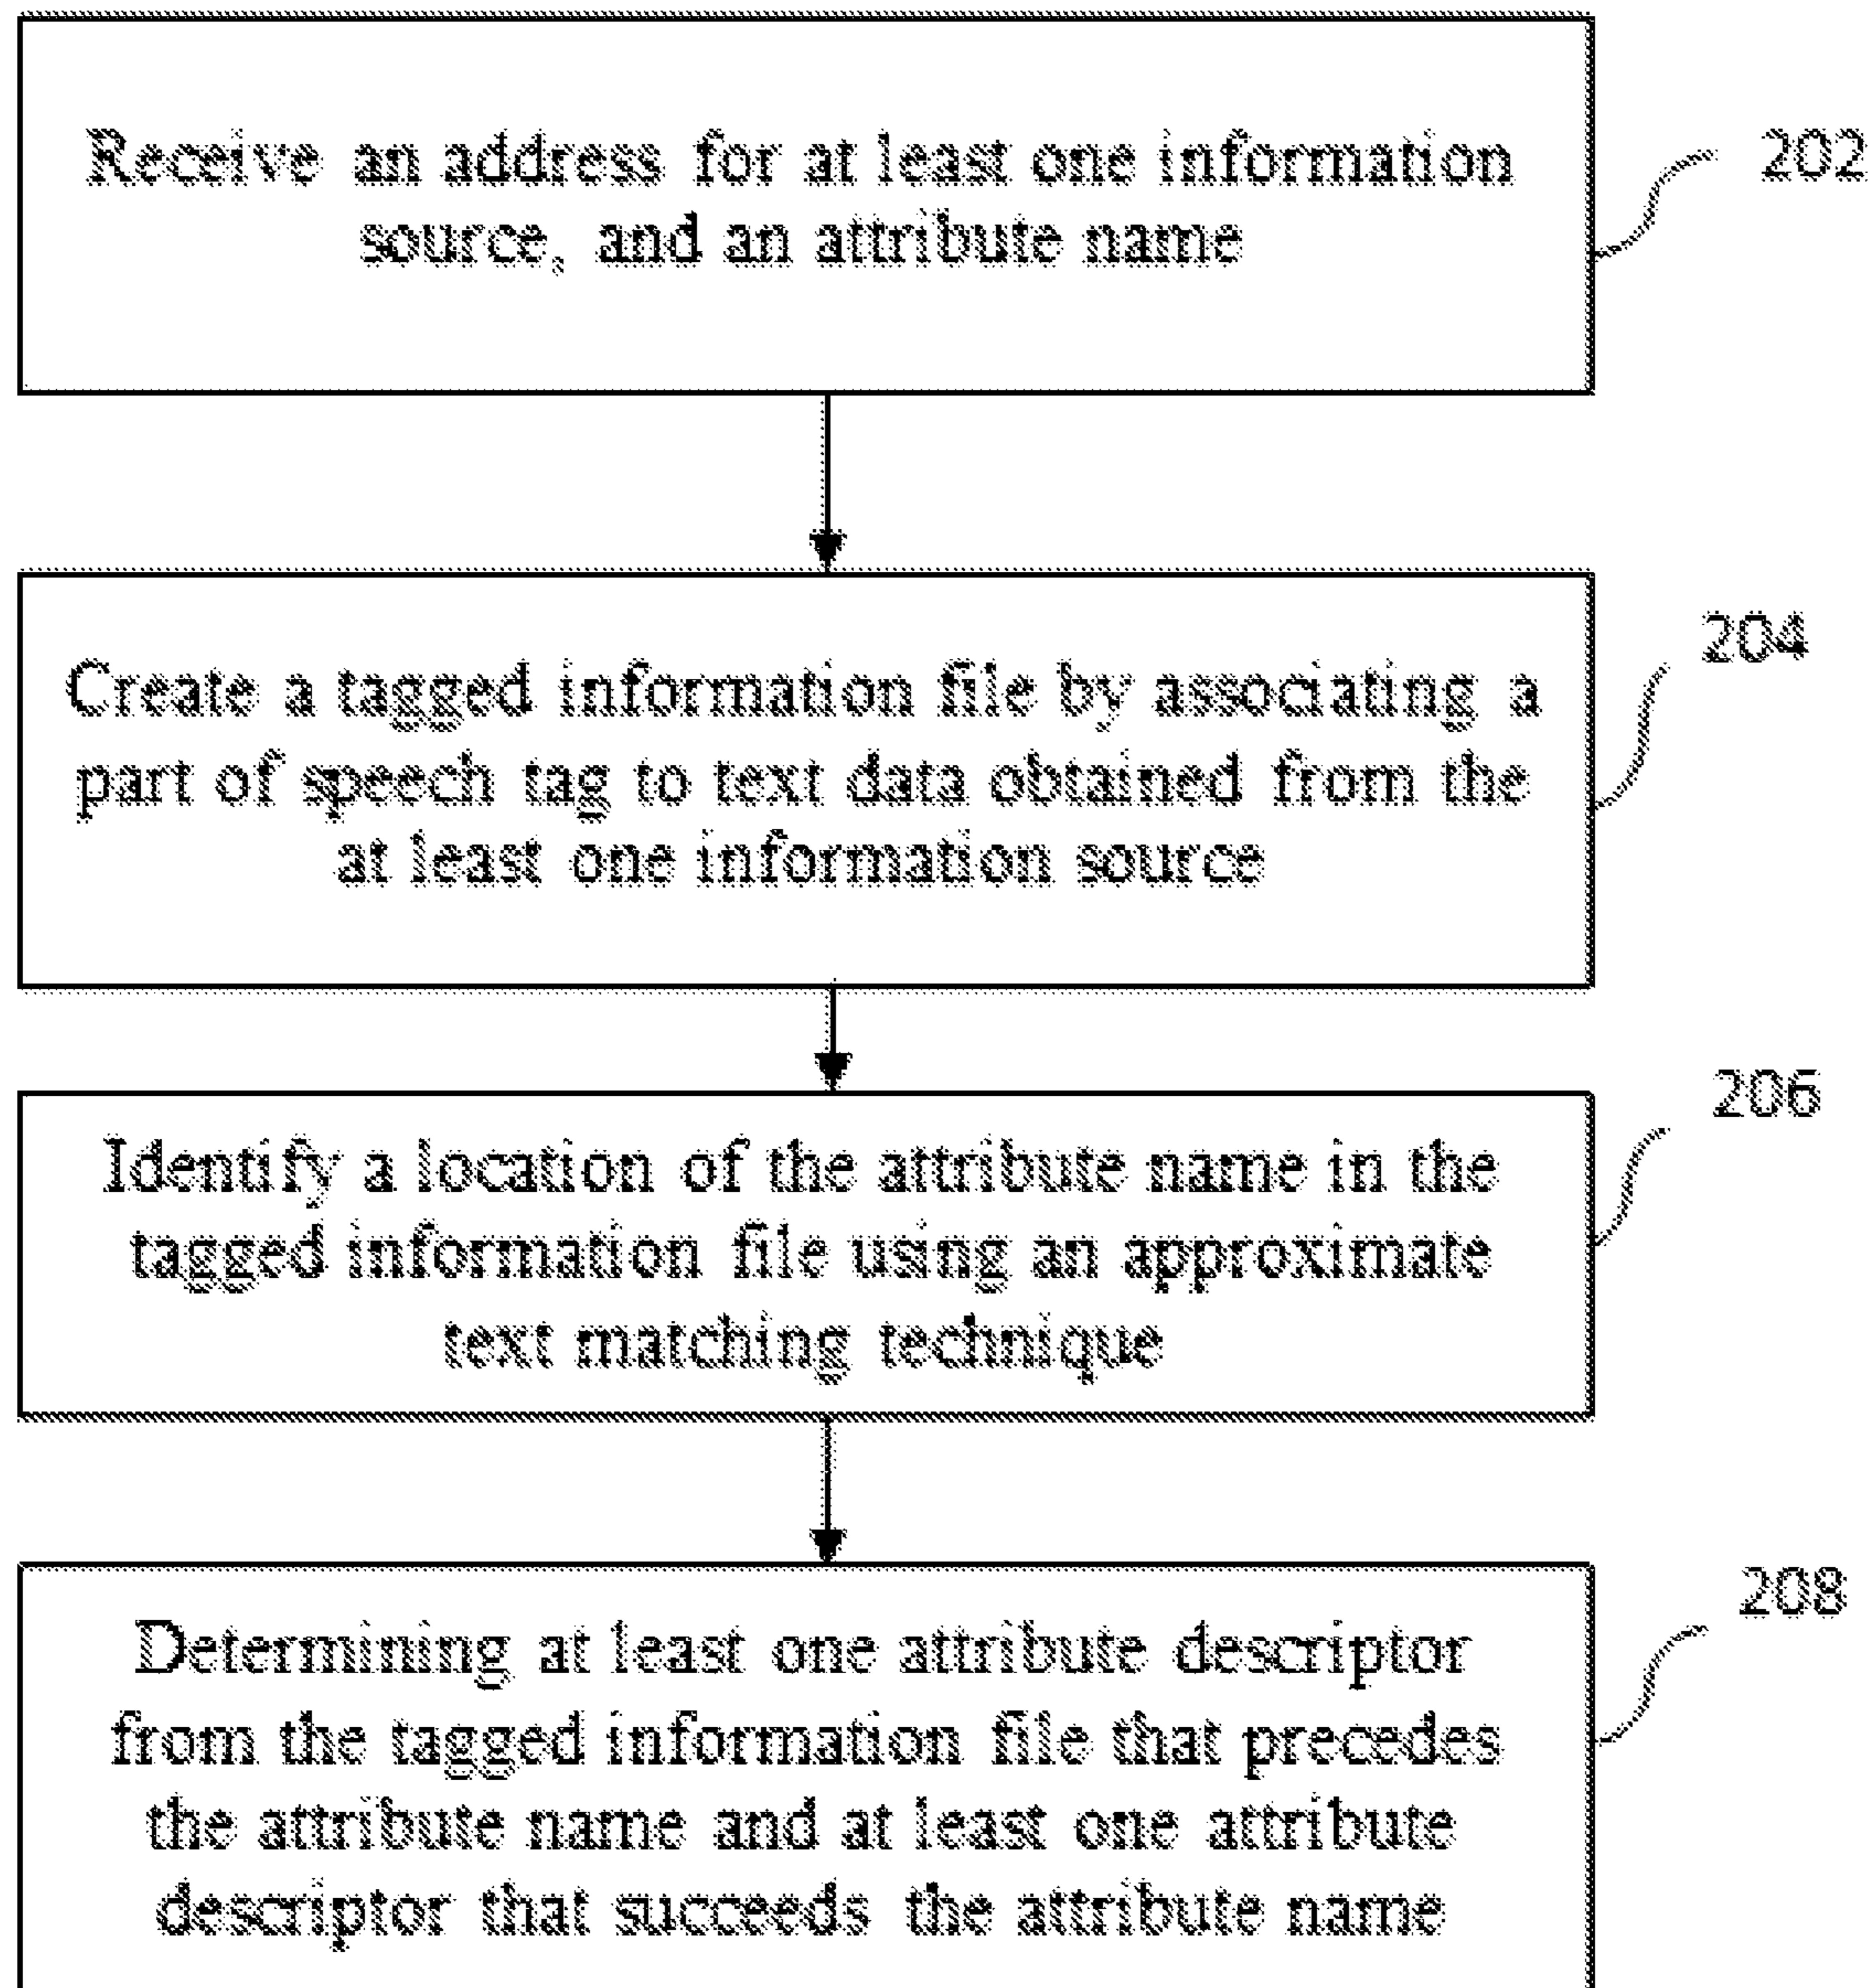 Receive an address for at least one information
source, and an attribute name
202
Create a tagged information file by associating a
part of speech tag to text data obtained from the
at least one information source
204
Identify a location of the attribute name in the
tagged information file using an approximate
text matching technique
206
Determining at least one attribute descriptor
from the tagged information file that precedes
the attribute name and at least one attribute
descriptor that succeeds the attribute name
208